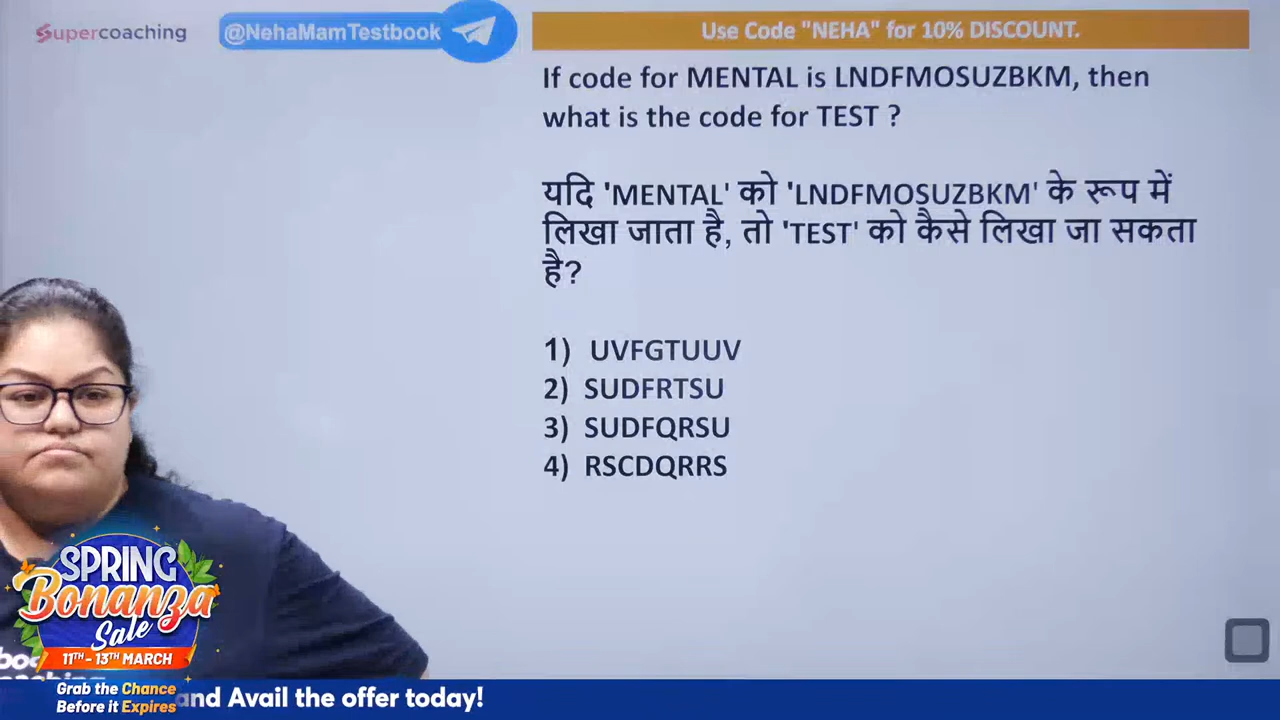 Supercoaching
@NehaMamTestbook
Use Code "NEHA" for 10% DISCOUNT.
If code for MENTAL is LNDFMOSUZBKM, then
what is the code for TEST ?
यदि 'MENTAL' को 'LNDFMOSUZBKM' के रूप में
लिखा जाता है, तो 'TEST' को कैसे लिखा जा सकता
है?
1) UVFGTUUV
2) SUDFRTSU
3) SUDFQRSU
4) RSCDQRRS
SPRING
Bonanza
Sale
11TH - 13TH MARCH
Grab the Chance
Before it Expires
and Avail the offer today!